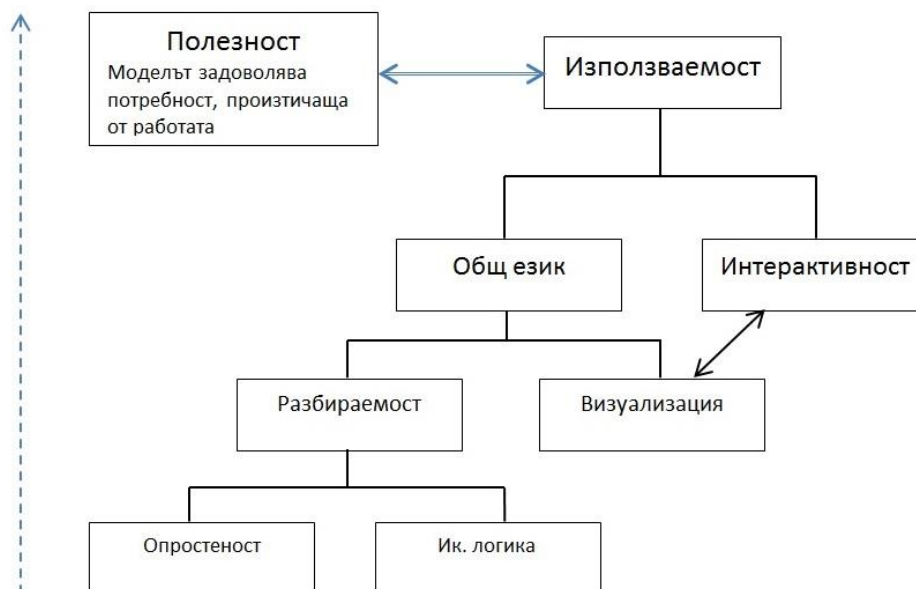 Полезност
Моделът задоволява
потребност, произтичаща
от работата
Използваемост
Общ език
Интерактивност
Разбираемост
Визуализация
Опростеност
Ик. логика